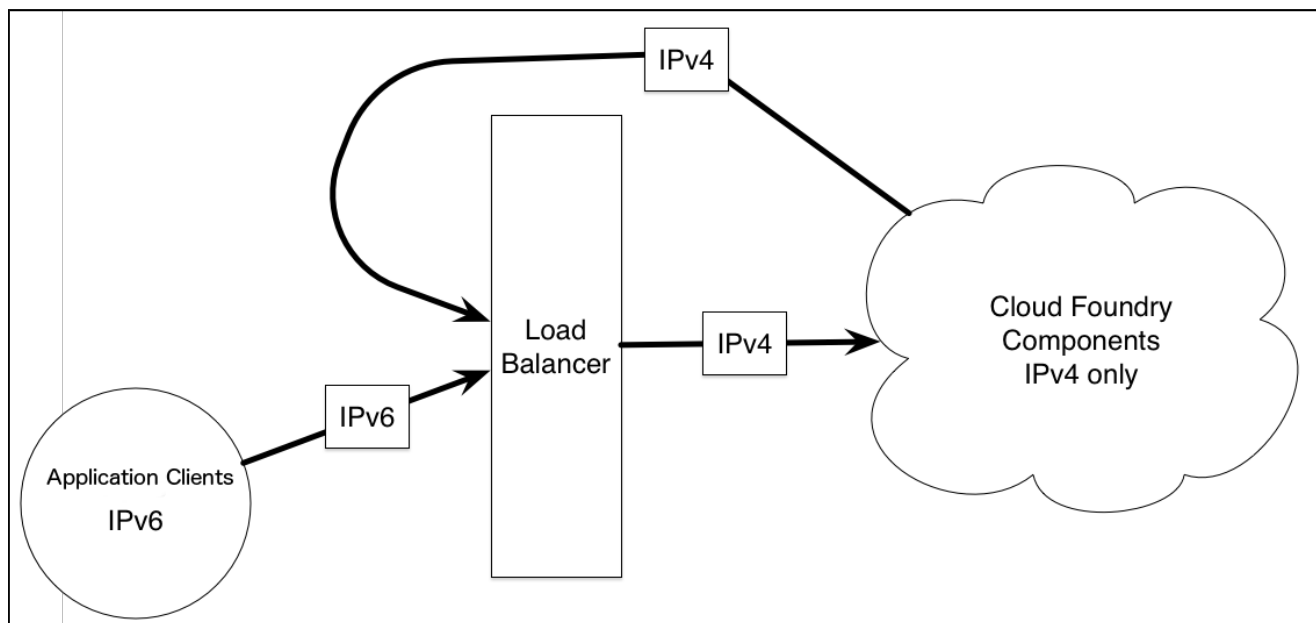 IPv4
Load
Balancer
IPv4
Cloud Foundry
Components
IPv4 only
IPv6
Application Clients
IPv6